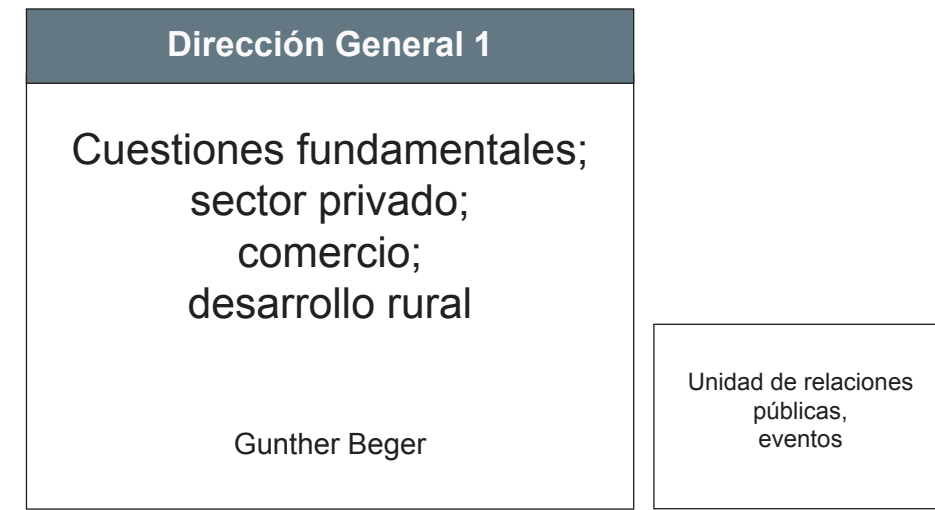 Dirección General 1
Cuestiones fundamentales;
sector privado;
comercio;
desarrollo rural
Gunther Beger
Unidad de relaciones
públicas,
eventos